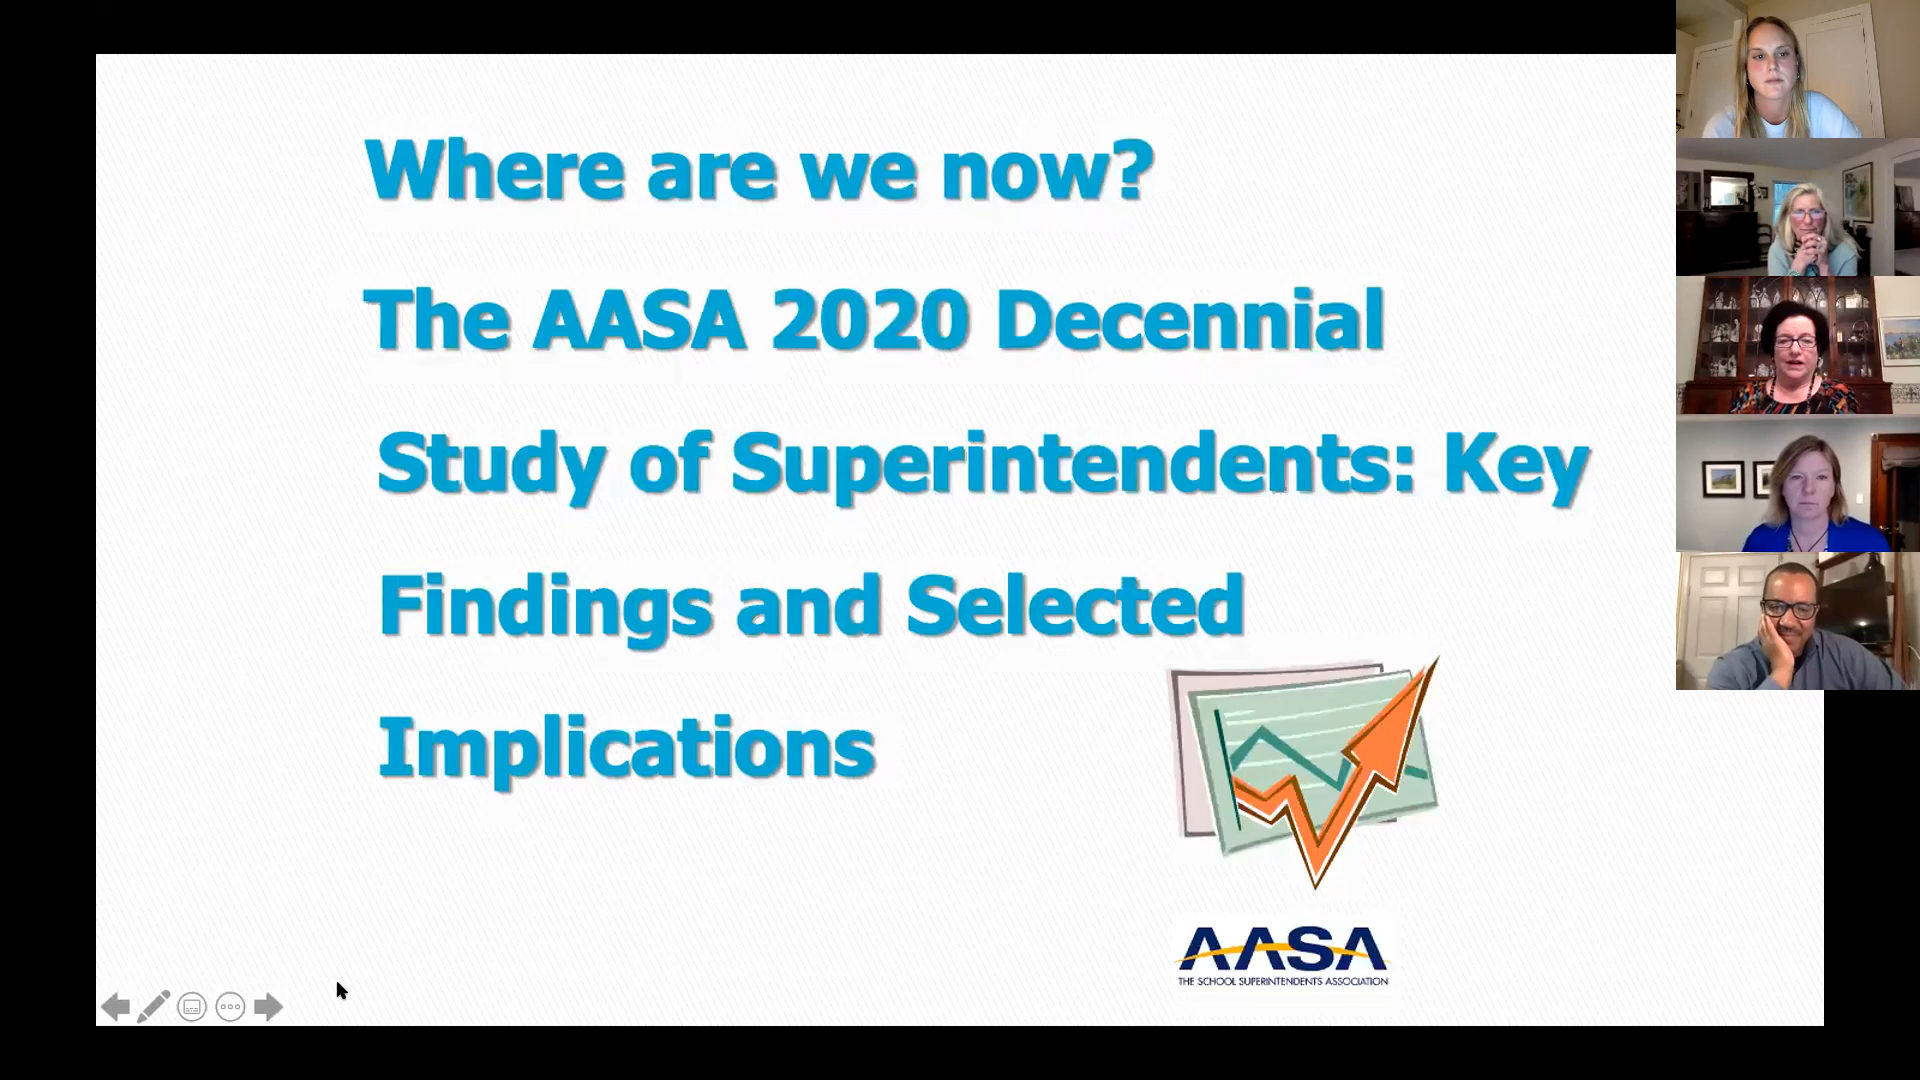 Where are we now?
The AASA 2020 Decennial
Study of Superintendents: Key
Findings and Selected
Implications
AASA
THE SCHOOL SUPERINTENDENTS ASSOCIATION